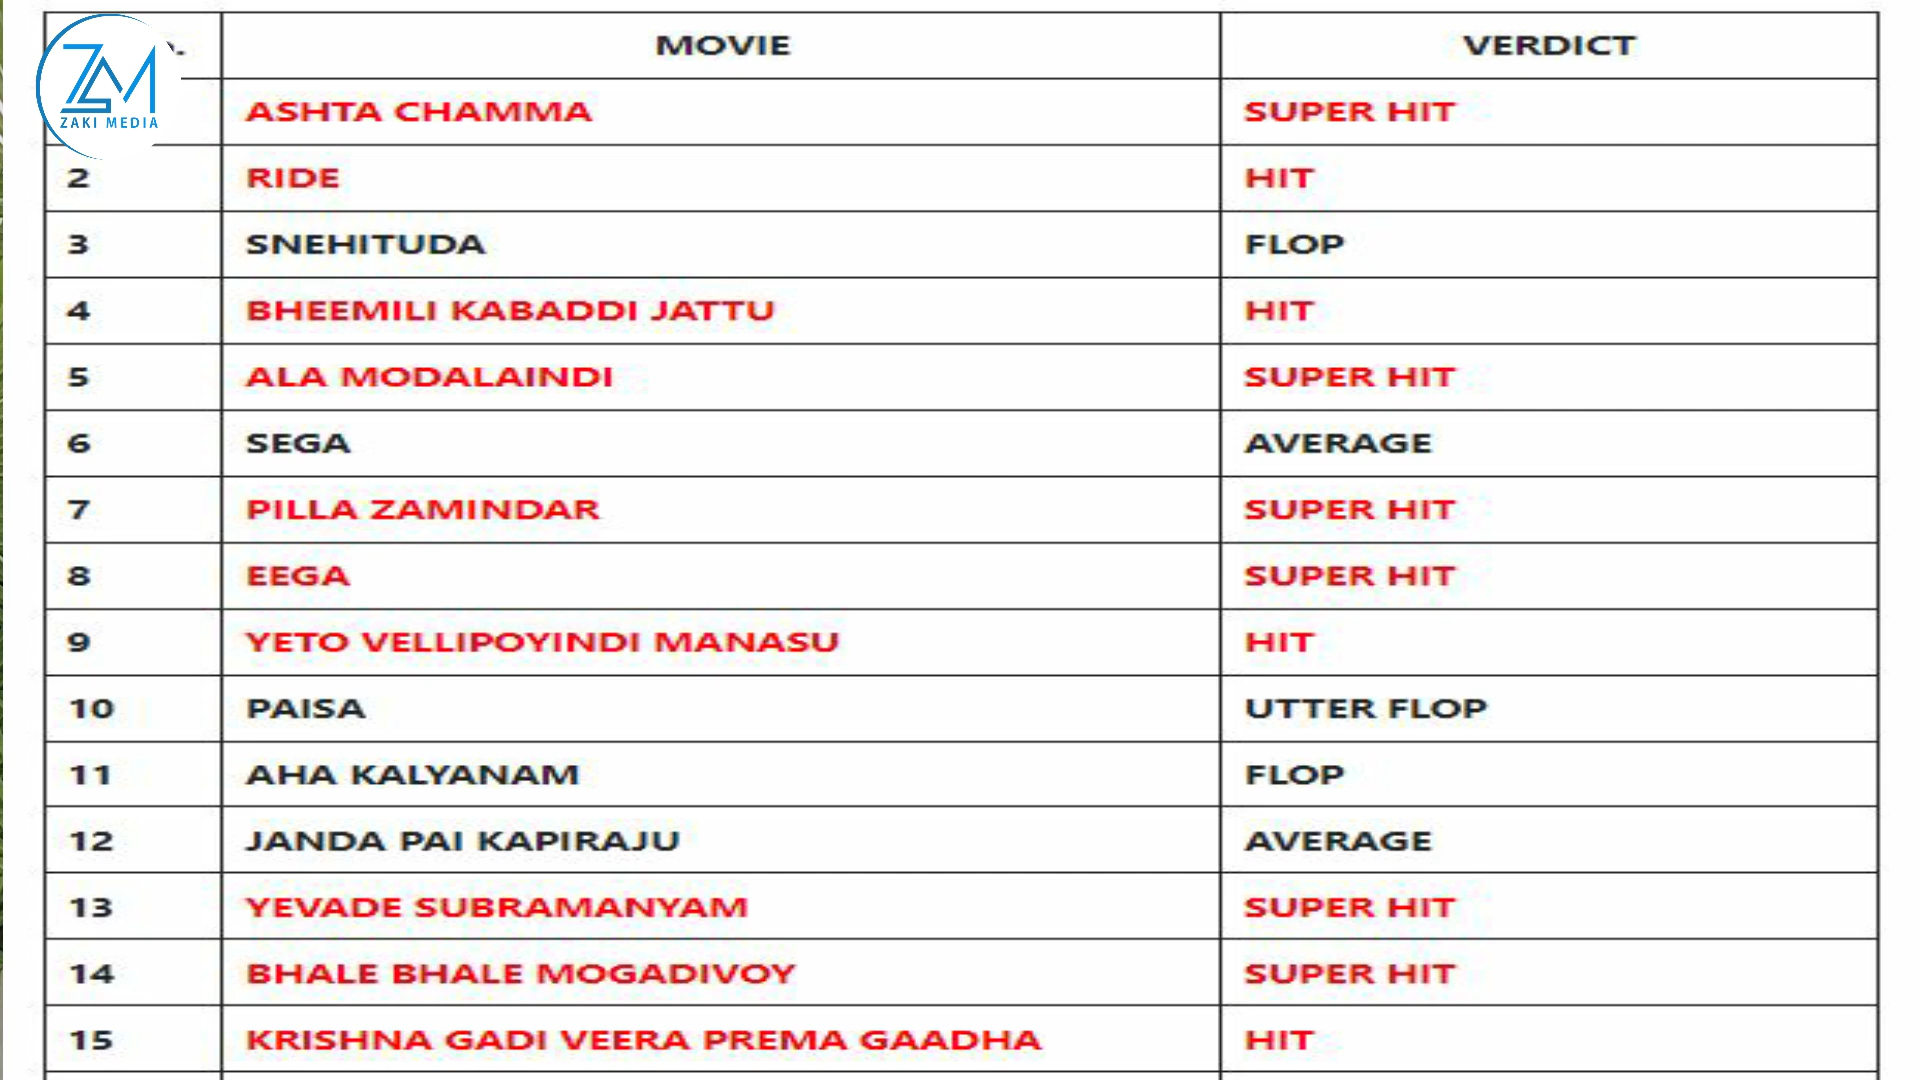 MOVIE VERDICT
ZAKI MEDIA
ASHTA CHAMMA SUPER HIT
2 RIDE HIT
3 SNEHITUDA FLOP
4 BHEEMILI KABADDI JATTU HIT
5 ALA MODALAINDI SUPER HIT
6 SEGA AVERAGE
7 PILLA ZAMINDAR SUPER HIT
8 EEGA SUPER HIT
9 YETO VELLIPOYINDI MANASU HIT
10 PAISA UTTER FLOP
11 AHA KALYANAM FLOP
12 JANDA PAI KAPIRAJU AVERAGE
13 YEVADE SUBRAMANYAM SUPER HIT
14 BHALE BHALE MOGADIVOY SUPER HIT
15 KRISHNA GADI VEERA PREMA GAADHA HIT